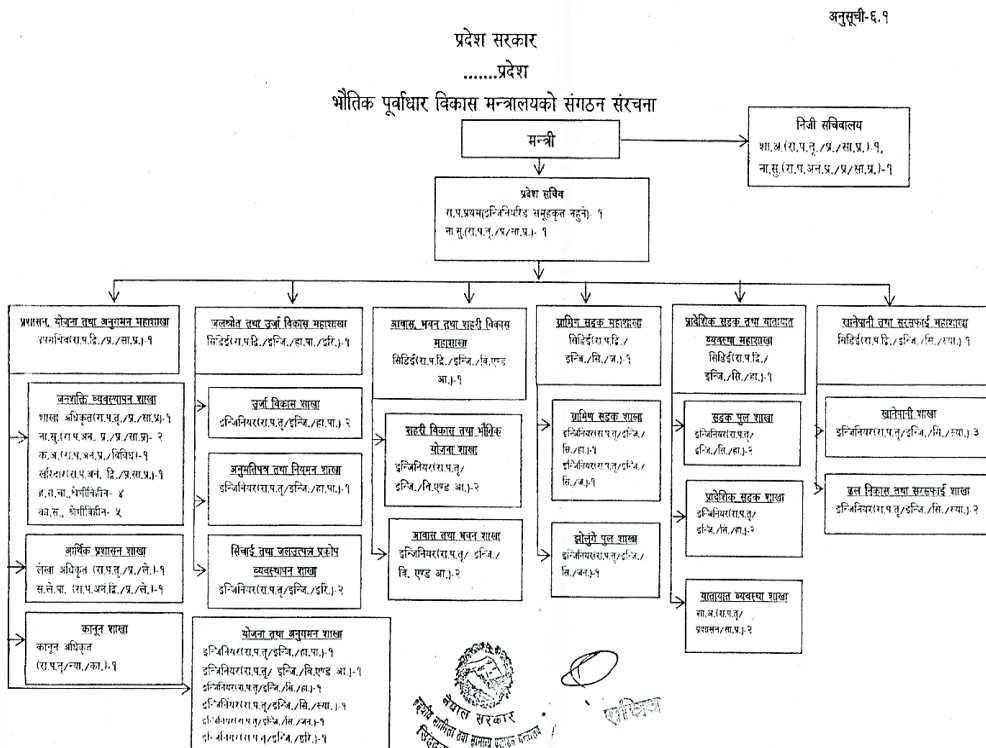 अनुसूची-६.१
प्रदेश सरकार
.......प्रदेश
भौतिक पूर्वाधार विकास मन्त्रालयको संगठन संरचना
मन्त्री
निजी सचिवालय
शा.अ.(रा.प.तृ./प्र./सा.प्र.)-१,
ना.सु.(रा.प.अनं.प्र./प्र/सा.प्र.)-१
प्रदेश सचिव
रा.प.प्रथम(इन्जिनियरिङ समूहकृत नहुने)- १
ना.सु.(रा.प.तृ./प्र/सा.प्र.)- १
प्रशासन, योजना तथा अनुगमन महाशाखा
उपसचिव(रा.प.द्वि./प्र./सा.प्र.)-१
जनशक्ति व्यवस्थापन शाखा
शाखा अधिकृत(रा.प.तृ./प्र./सा.प्र)-१
ना.सु.(रा.प.अन. प्र./प्र./सा.प्र)- २
क.अ.(रा.प.अनं.प्र./विविध)-१
खरिदार(रा.प.अनं. द्वि./प्र.सा.प्र.)-१
ह.स.चा.,श्रेणीविहीन- ४
का.स., श्रेणीविहीन- ५
आर्थिक प्रशासन शाखा
लेखा अधिकृत (रा.प.तृ./प्र./ले.)-१
स.ले.पा. (रा.प.अनं.द्वि./प्र./ले.)-१
कानून शाखा
कानून अधिकृत
(रा.प.तृ/न्या./का.)-१
जलश्रोत तथा उर्जा विकास महाशाखा
सिडिई(रा.प.द्वि./इन्जि./हा.पा./इरि.)-१
उर्जा विकास शाखा
इन्जिनियर(रा.प.तृ/इन्जि./हा.पा.)-२
अनुमतिपत्र तथा नियमन शाखा
इन्जिनियर(रा.प.तृ/इन्जि./हा.पा.)-१
सिंचाई तथा जलउत्पन्न प्रकोप
व्यवस्थापन शाखा
इन्जिनियर(रा.प.तृ/इन्जि./इरि.)-२
योजना तथा अनुगमन शाखा
इन्जिनियर(रा.प.तृ/इन्जि./हा.पा.)-१
इन्जिनियर(रा.प.तृ/ इन्जि./वि.एण्ड आ.)-१
इन्जिनियर(रा.प.तृ/इन्जि./सि./हा.)-१
इन्जिनियर(रा.प.तृ/इन्जि./सि./स्या.)-१
इन्जिनियर(रा.प.तृ/इन्जि./सि./जन.)-१
इन्जिनियर(रा.प.तृ/इन्जि./इरि.)-१
आवास, भवन तथा शहरी विकास
महाशाखा
सिडिई(रा.प.द्वि./इन्जि./वि.एण्ड
आ.)-१
शहरी विकास तथा भौतिक
योजना शाखा
इन्जिनियर(रा.प.तृ/
इन्जि./वि.एण्ड आ.)-२
आवास तथा भवन शाखा
इन्जिनियर(रा.प.तृ/ इन्जि./
वि. एण्ड आ.)-२
ग्रामिण सडक महाशाखा
सिडिई(रा.प.द्वि./
इन्जि./सि./ज.)-१
ग्रामिण सडक शाखा
इन्जिनियर(रा.प.तृ/इन्जि./
सि./हा.)-१
इन्जिनियर(रा.प.तृ/इन्जि./
सि./ज.)-१
झोलुंगे पुल शाखा
इन्जिनियर(रा.प.तृ/इन्जि./
सि./जन.)-१
प्रादेशिक सडक तथा यातायात
व्यवस्था महाशाखा
सिडिई(रा.प.द्वि./
इन्जि./सि./हा.)-१
सडक पुल शाखा
इन्जिनियर(रा.प.तृ/
इन्जि./सि./हा.)-२
प्रादेशिक सडक शाखा
इन्जिनियर(रा.प.तृ/
इन्जि./सि./हा.)-२
यातायात व्यवस्था शाखा
शा.अ.(रा.प.तृ/
प्रशासन/सा.प्र.)-२
खानेपानी तथा सरसफाई महाशाखा
सिडिई(रा.प.द्वि./इन्जि./सि./स्या.)-१
खानेपानी शाखा
इन्जिनियर(रा.प.तृ/इन्जि./सि./स्या.)-३
ढल निकास तथा सरसफाई शाखा
इन्जिनियर(रा.प.तृ/इन्जि./सि./स्या.)-२
नेपाल सरकार
सचिव